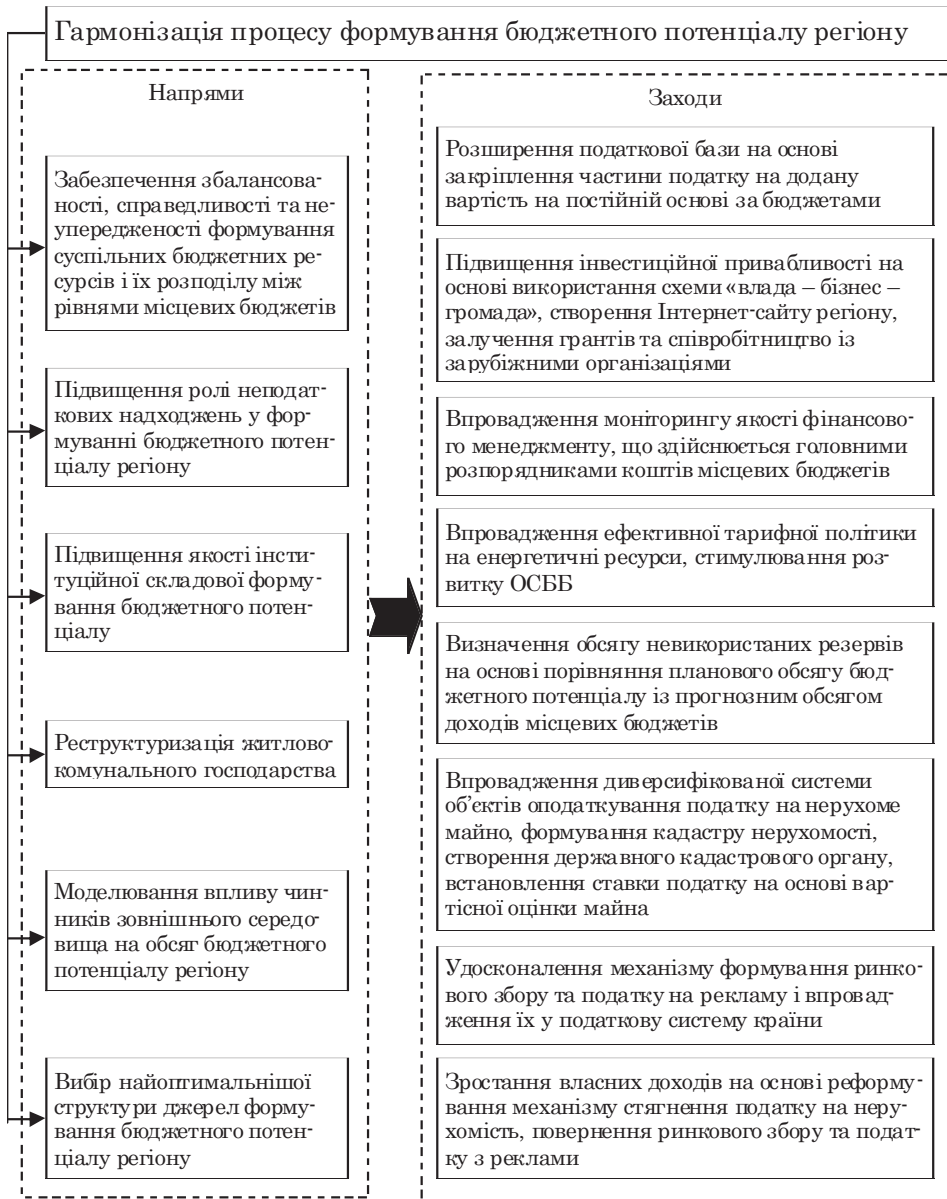 Гармонізація процесу формування бюджетного потенціалу регіону
Напрями
Забезпечення збалансова-
ності, справедливості та не-
упередженості формування
суспільних бюджетних ре-
сурсів і їх розподілу між
рівнями місцевих бюджетів
Підвищення ролі неподат-
кових надходжень у фор-
муванні бюджетного потен-
ціалу регіону
Підвищення якості інсти-
туційної складової форму-
вання бюджетного потен-
ціалу
Реструктуризація житлово-
комунального господарства
Моделювання впливу чин-
ників зовнішнього середо-
вища на обсяг бюджетного
потенціалу регіону
Вибір найоптимальнішої
структури джерел форму-
вання бюджетного потен-
ціалу регіону
Заходи
Розширення податкової бази на основі
закріплення частини податку на додану
вартість на постійній основі за бюджетами
Підвищення інвестиційної привабливості на
основі використання схеми «влада – бізнес –
громада», створення Інтернет-сайту регіону,
залучення грантів та співробітництво із
зарубіжними організаціями
Впровадження моніторингу якості фінансово-
го менеджменту, що здійснюється головними
розпорядниками коштів місцевих бюджетів
Впровадження ефективної тарифної політики
на енергетичні ресурси, стимулювання роз-
витку ОСББ
Визначення обсягу невикористаних резервів
на основі порівняння планового обсягу бюд-
жетного потенціалу із прогнозним обсягом
доходів місцевих бюджетів
Впровадження диверсифікованої системи
об’єктів оподаткування податку на нерухоме
майно, формування кадастру нерухомості,
створення державного кадастрового органу,
встановлення ставки податку на основі вар-
тісної оцінки майна
Удосконалення механізму формування ринко-
вого збору та податку на рекламу і впровад-
ження їх у податкову систему країни
Зростання власних доходів на основі реформу-
вання механізму стягнення податку на неру-
хомість, повернення ринкового збору та подат-
ку з реклами